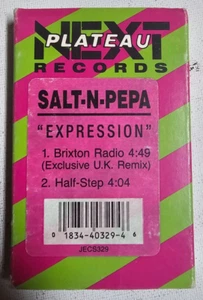 NEXT
PLATEAU
RECORDS
SALT-N-PEPA
"EXPRESSION"
1. Brixton Radio 4:49
(Exclusive U.K. Remix)
2. Half-Step 4:04
0 1834-40329-4 6
JECS329